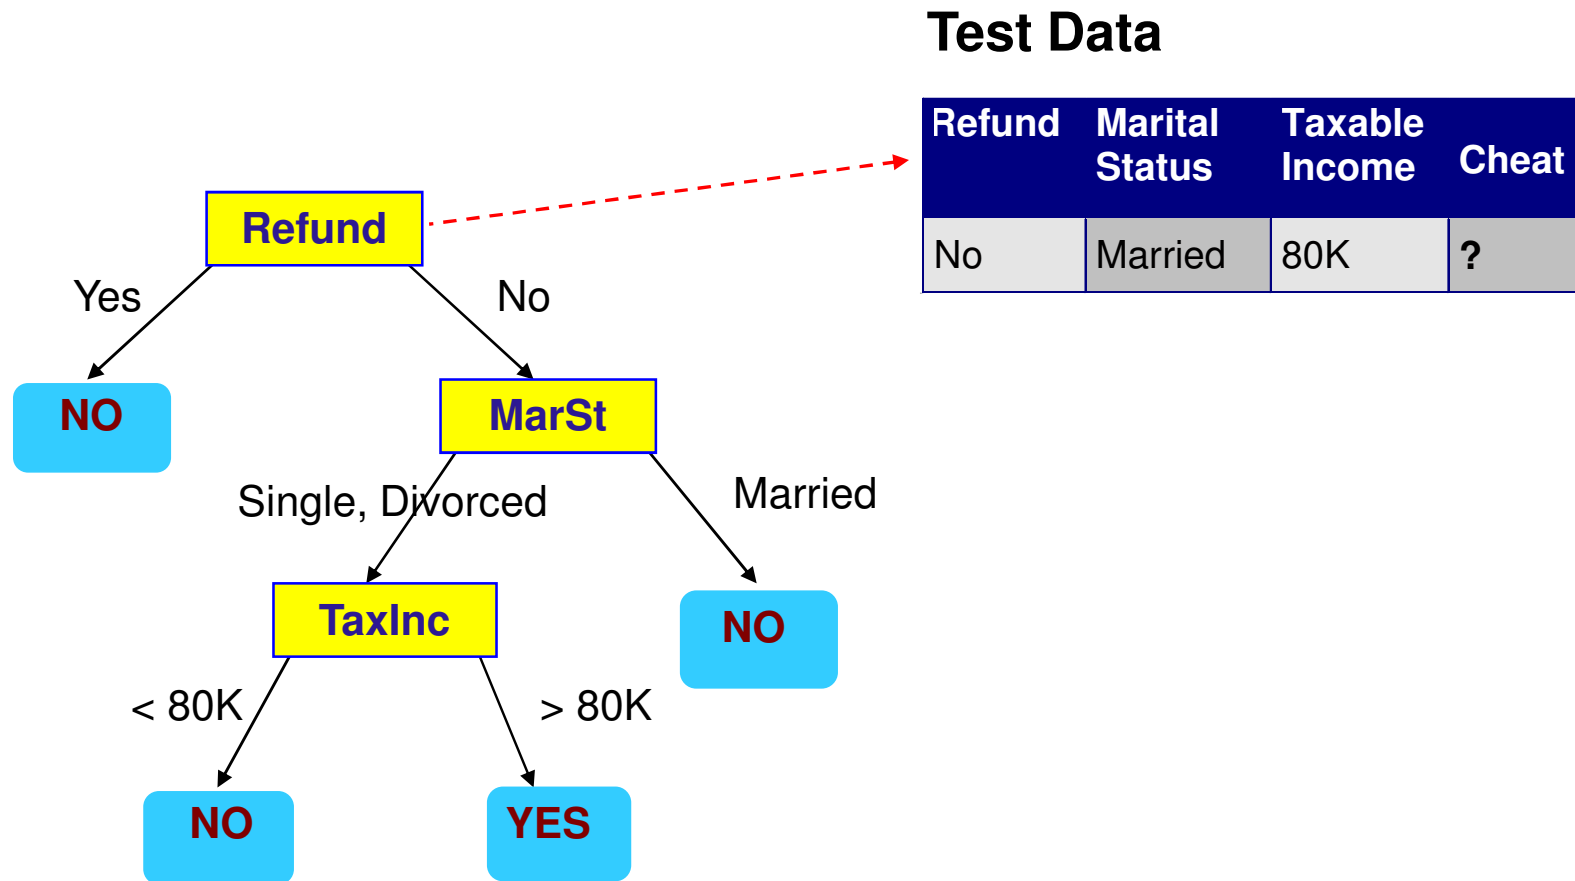 Test Data
Refund Marital Status Taxable Income Cheat
No Married 80K ?
Refund
Yes No
NO
MarSt
Single, Divorced Married
TaxInc
NO
< 80K > 80K
NO YES